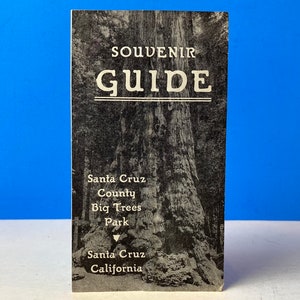 SOUVENIR
GUIDE
Santa Cruz
County
Big Trees
Park
Santa Cruz
California